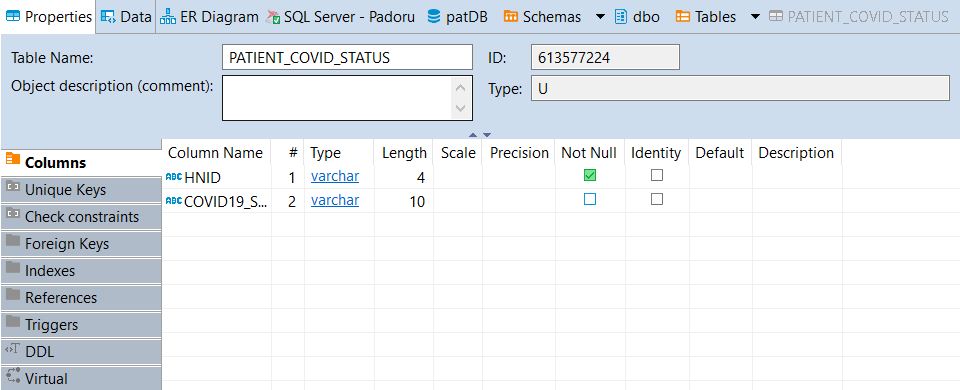 Properties Data ER Diagram SQL Server - Padoru patDB Schemas dbo Tables PATIENT_COVID_STATUS
Table Name: PATIENT_COVID_STATUS ID: 613577224
Object description (comment): Type: U
Columns
Unique Keys
Check constraints
Foreign Keys
Indexes
References
Triggers
DDL
Virtual
Column Name # Type Length Scale Precision Not Null Identity Default Description
ABC HNID 1 varchar 4
ABC COVID19_S... 2 varchar 10